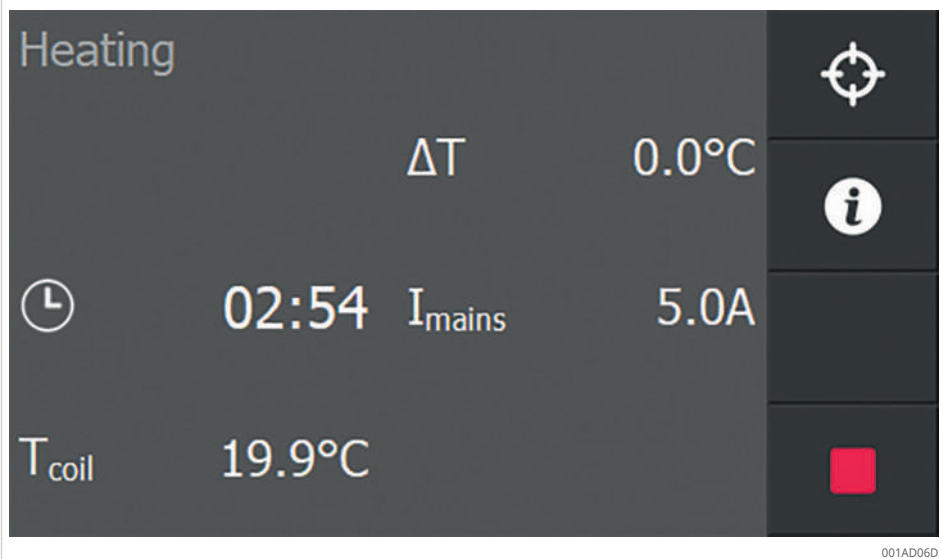 Heating
ΔT 0.0°C
02:54 Imains 5.0A
Tcoil 19.9°C
i
001AD06D